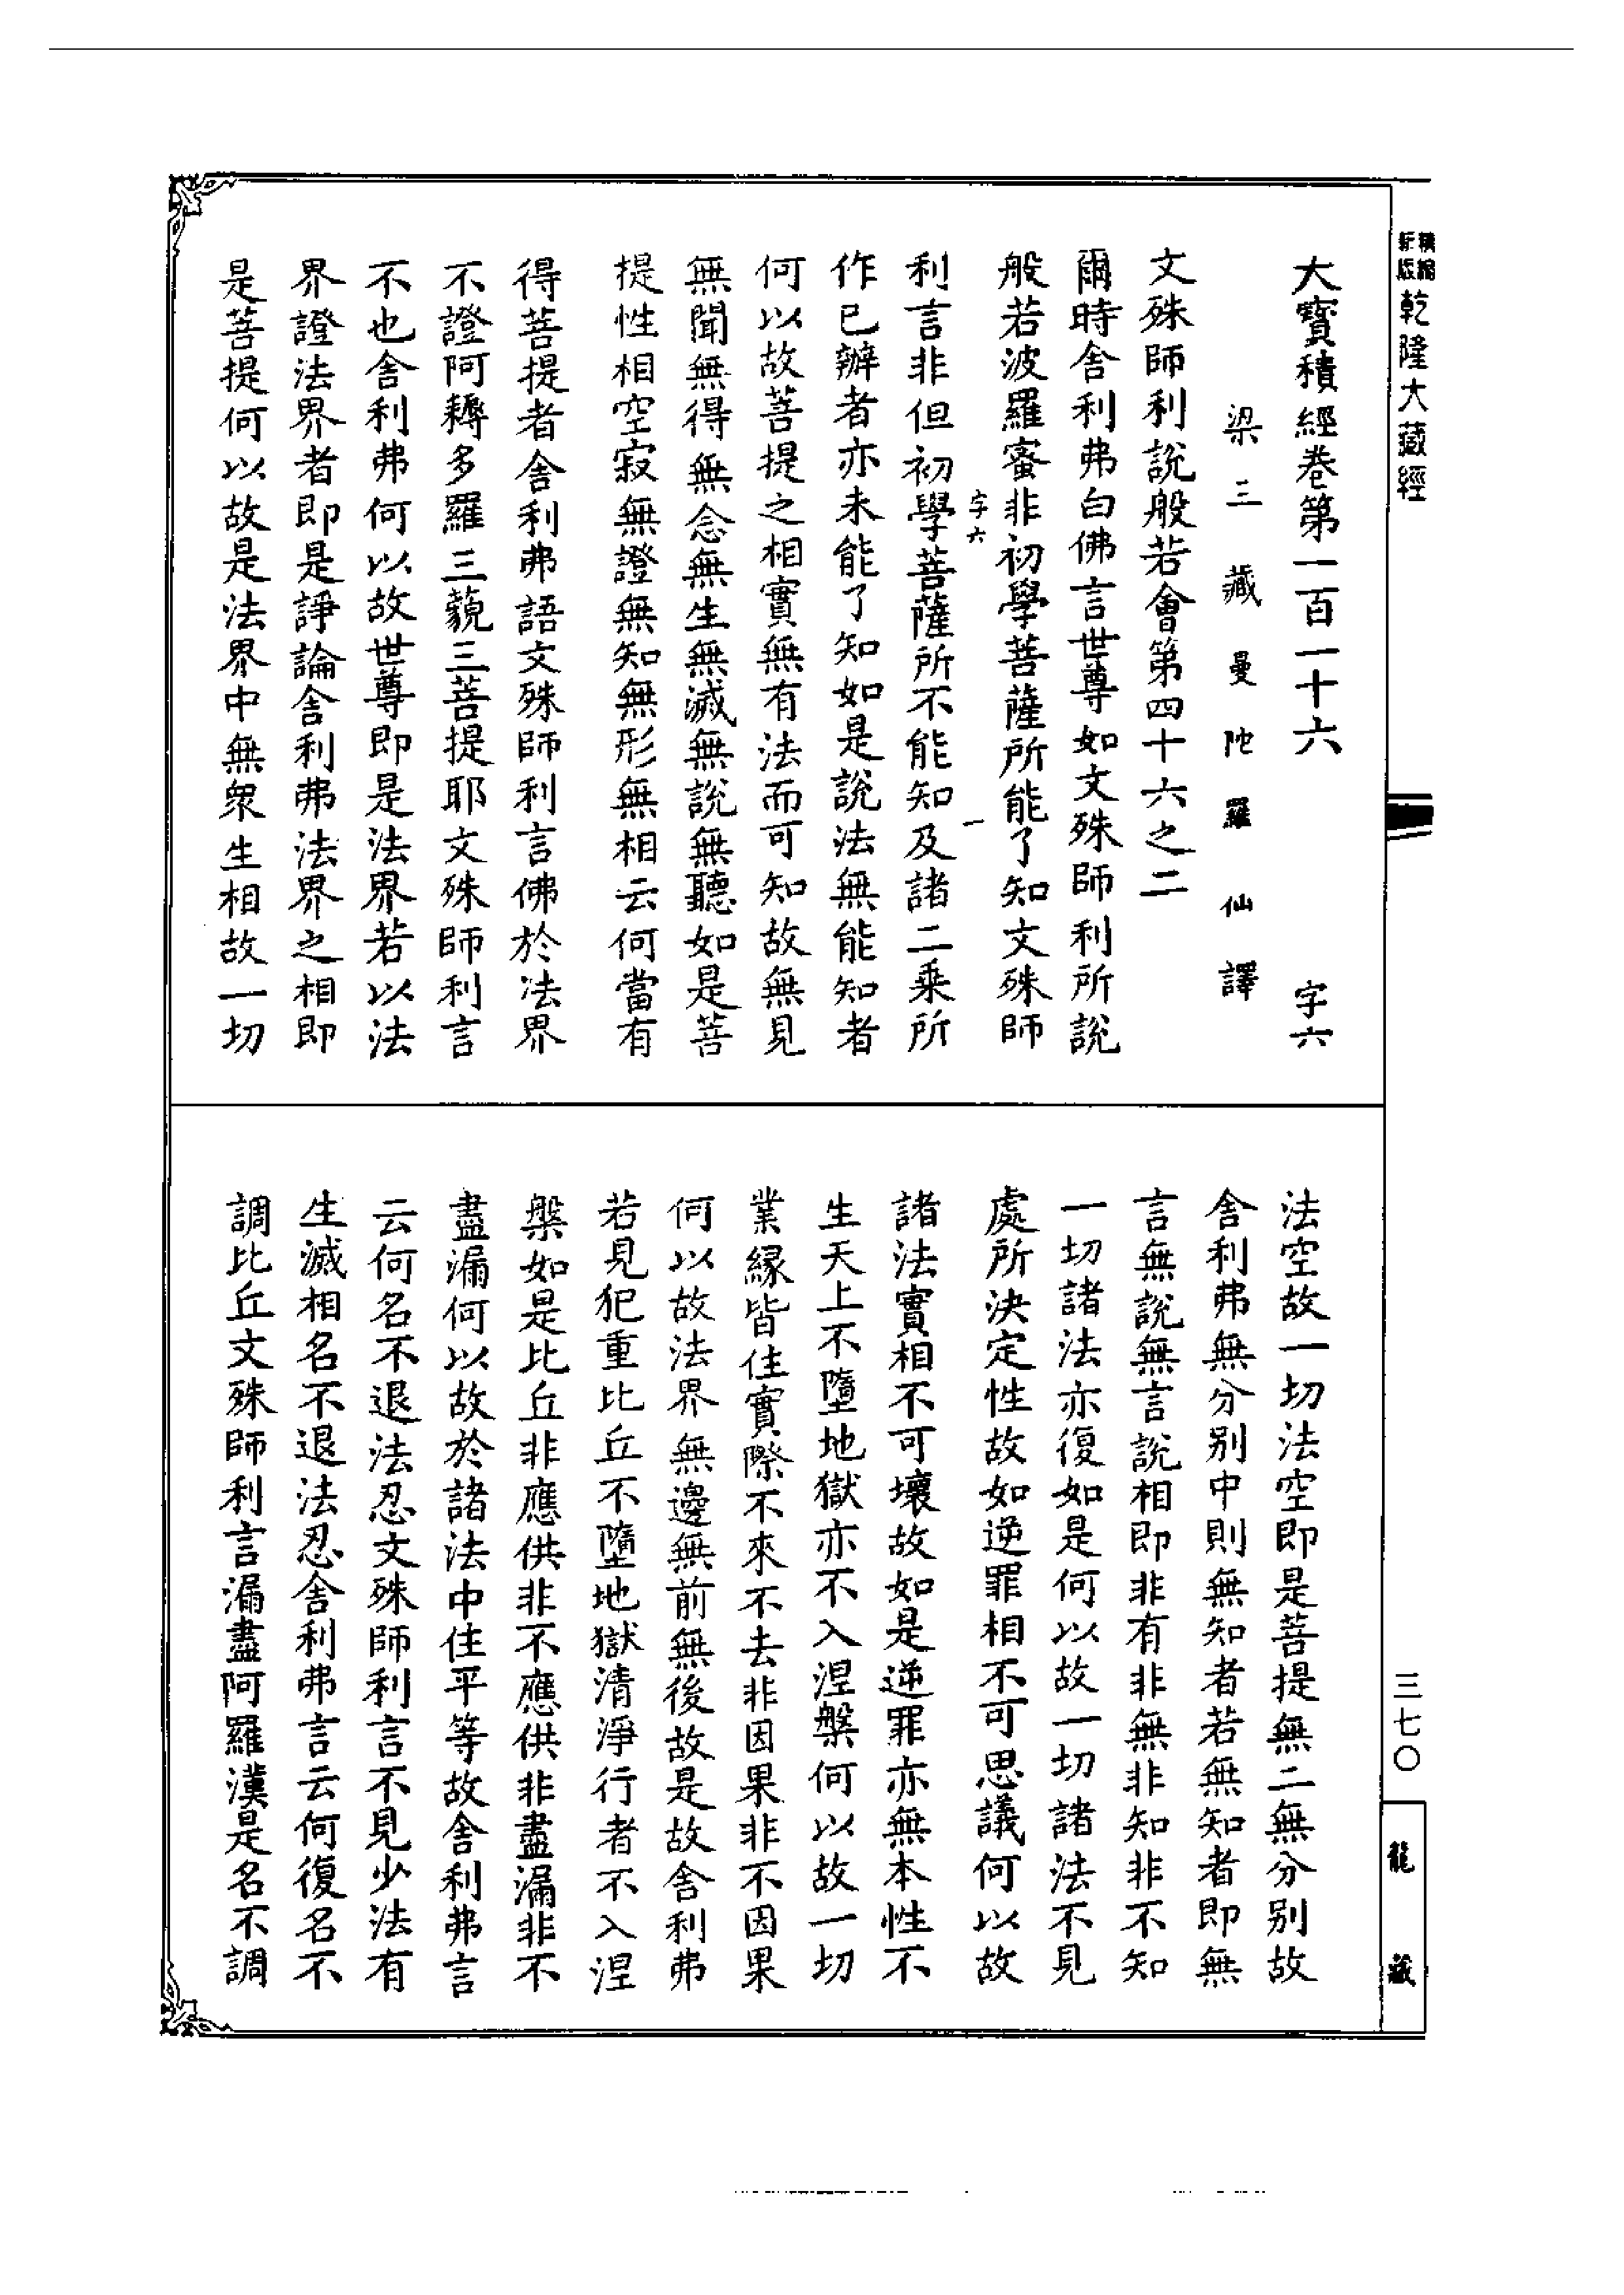 精縮新版乾隆大藏經
大寶積經卷第一百一十六 字六
梁三藏曼陀羅仙譯
文殊師利說般若會第四十六之二
爾時舍利弗白佛言世尊如文殊師利所說
般若波羅蜜非初學菩薩所能了知文殊師
字六 一
利言非但初學菩薩所不能知及諸二乘所
作已辦者亦未能了知如是說法無能知者
何以故菩提之相實無有法而可知故無見
無聞無得無念無生無滅無說無聽如是菩
提性相空寂無證無知無形無相云何當有
得菩提者舍利弗語文殊師利言佛於法界
不證阿耨多羅三藐三菩提耶文殊師利言
不也舍利弗何以故世尊即是法界若以法
界證法界者即是諍論舍利弗法界之相即
是菩提何以故是法界中無眾生相故一切
法空故一切法空即是菩提無二無分別故
舍利弗無分別中則無知者若無知者即無
言無說無言說相即非有非無非知非不知
一切諸法亦復如是何以故一切諸法不見
處所決定性故如逆罪相不可思議何以故
諸法實相不可壞故如是逆罪亦無本性不
生天上不墮地獄亦不入涅槃何以故一切
業緣皆住實際不來不去非因果非不因果
何以故法界無邊無前無後故是故舍利弗
若見犯重比丘不墮地獄清淨行者不入涅
槃如是比丘非應供非不應供非盡漏非不
盡漏何以故於諸法中住平等故舍利弗言
云何名不退法忍文殊師利言不見少法有
生滅相名不退法忍舍利弗言云何復名不
調比丘文殊師利言漏盡阿羅漢是名不調
三七〇
龍藏